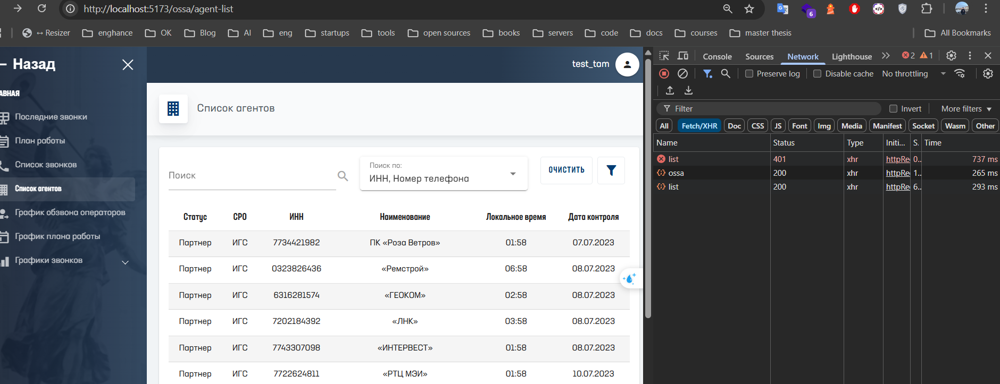 http://localhost:5173/ossa/agent-list
6
↔ Resizer enghance OK Blog AI eng startups tools open sources books servers code docs courses master thesis All Bookmarks
Назад
test_tam
АВНАЯ
Последние звонки
План работы
Список звонков
Список агентов
График обзвона операторов
График плана работы
Графики звонков
Список агентов
Поиск
Поиск по:
ИНН, Номер телефона
ОЧИСТИТЬ
Статус СРО ИНН Наименование Локальное время Дата контроля
Партнер ИГС 7734421982 ПК «Роза Ветров» 01:58 07.07.2023
Партнер ИГС 0323826436 «Ремстрой» 06:58 08.07.2023
Партнер ИГС 6316281574 «ГЕОКОМ» 02:58 08.07.2023
Партнер ИГС 7202184392 «ЛНК» 03:58 08.07.2023
Партнер ИГС 7743307098 «ИНТЕРВЕСТ» 01:58 08.07.2023
Партнер ИГС 7722624811 «РТЦ МЭИ» 01:58 10.07.2023
Console Sources Network Lighthouse 2 1
Preserve log Disable cache No throttling
Filter Invert More filters
All Fetch/XHR Doc CSS JS Font Img Media Manifest Socket Wasm Other
Name Status Type Initi... S. Time
list 401 xhr httpRe 0.. 737 ms
ossa 200 xhr httpRe 1.. 265 ms
list 200 xhr httpRe 6.. 293 ms